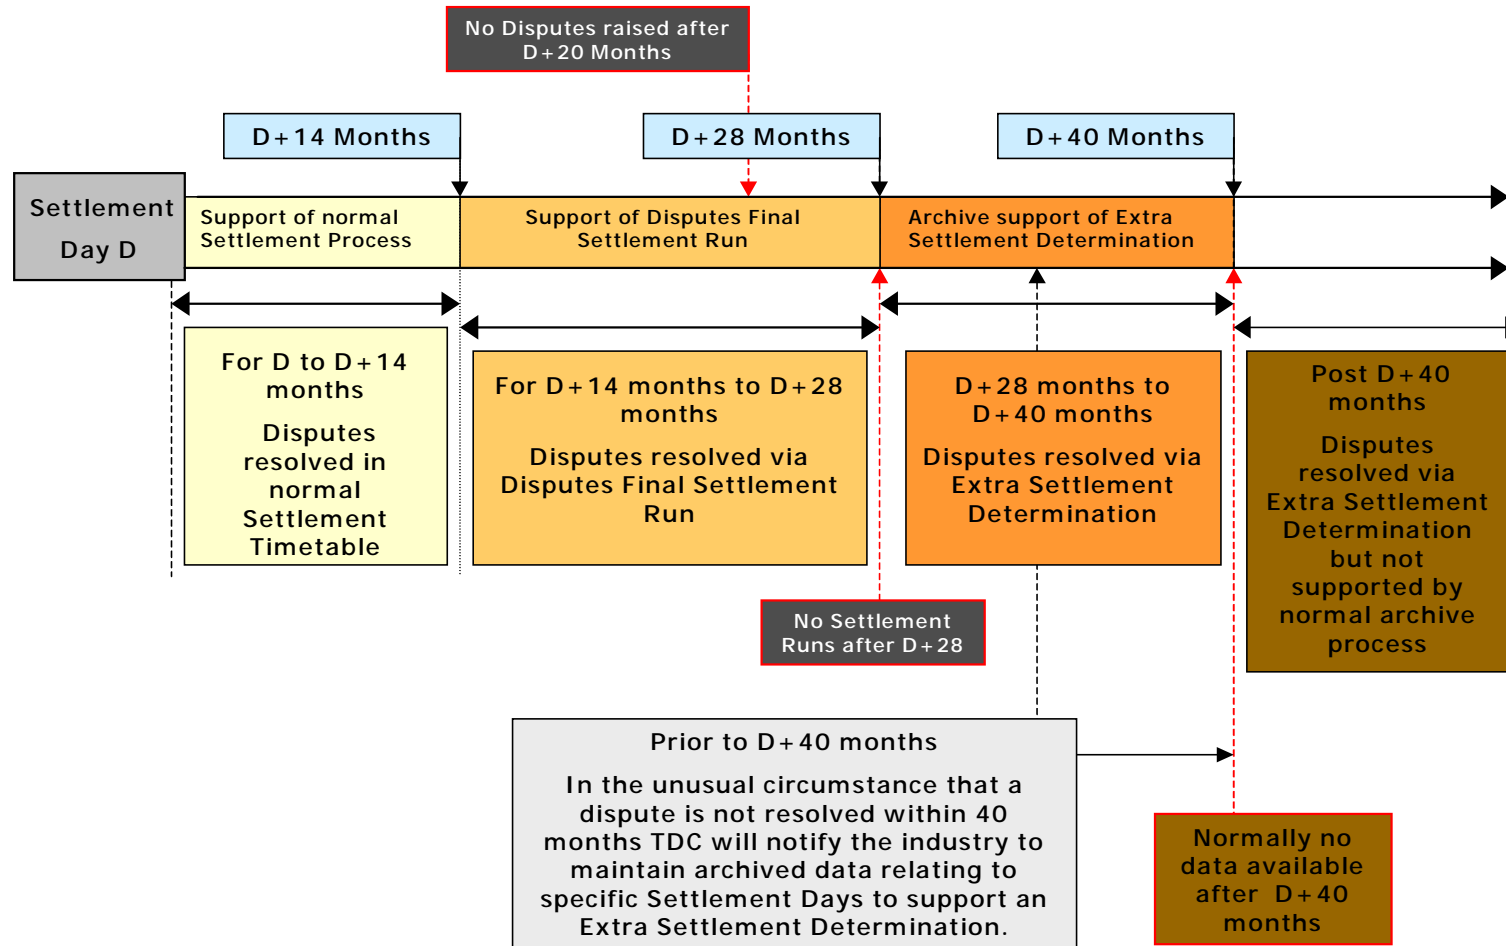 No Disputes raised after
D+20 Months
D+14 Months
D+28 Months
D+40 Months
Settlement
Day D
Support of normal
Settlement Process
Support of Disputes Final
Settlement Run
Archive support of Extra
Settlement Determination
For D to D+14
months
Disputes
resolved in
normal
Settlement
Timetable
For D+14 months to D+28
months
Disputes resolved via
Disputes Final Settlement
Run
D+28 months to
D+40 months
Disputes resolved via
Extra Settlement
Determination
Post D+40
months
Disputes
resolved via
Extra Settlement
Determination
but not
supported by
normal archive
process
No Settlement
Runs after D+28
Prior to D+40 months
In the unusual circumstance that a
dispute is not resolved within 40
months TDC will notify the industry to
maintain archived data relating to
specific Settlement Days to support an
Extra Settlement Determination.
Normally no
data available
after D+40
months